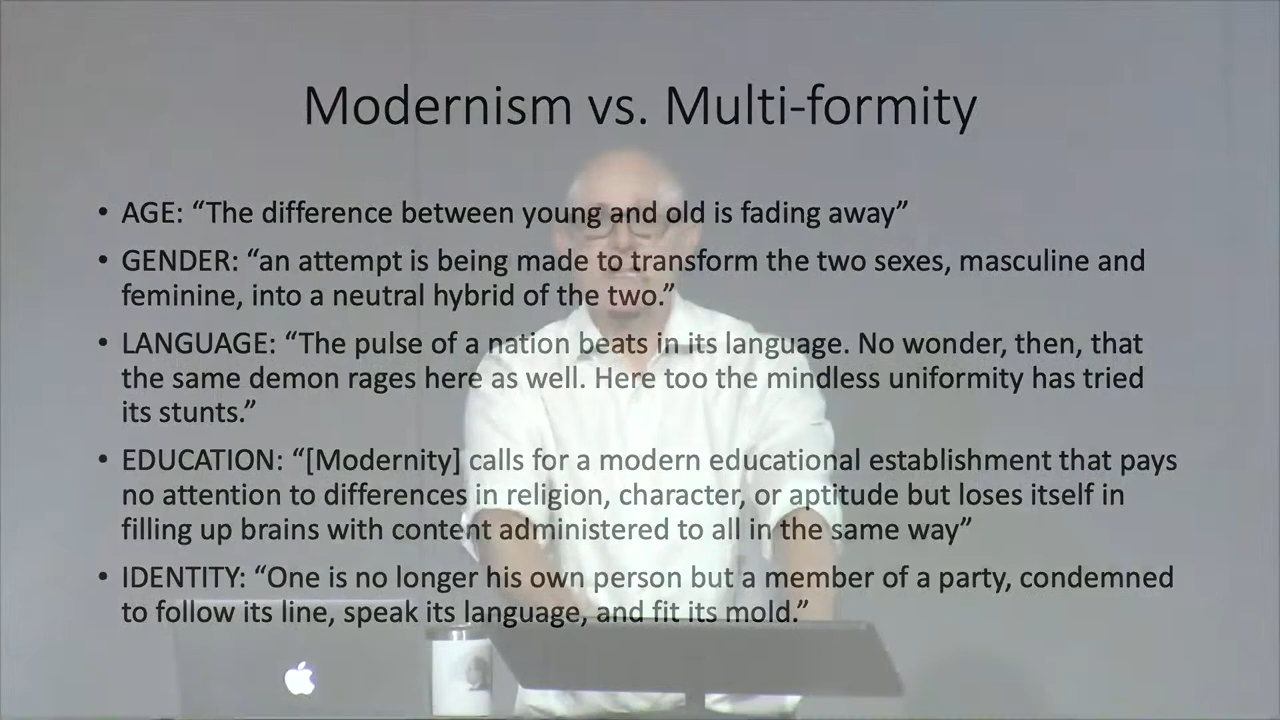 Modernism vs. Multi-formity
• AGE: “The difference between young and old is fading away”
• GENDER: “an attempt is being made to transform the two sexes, masculine and
feminine, into a neutral hybrid of the two.”
• LANGUAGE: “The pulse of a nation beats in its language. No wonder, then, that
the same demon rages here as well. Here too the mindless uniformity has tried
its stunts.”
• EDUCATION: “[Modernity] calls for a modern educational establishment that pays
no attention to differences in religion, character, or aptitude but loses itself in
filling up brains with content administered to all in the same way”
• IDENTITY: “One is no longer his own person but a member of a party, condemned
to follow its line, speak its language, and fit its mold.”